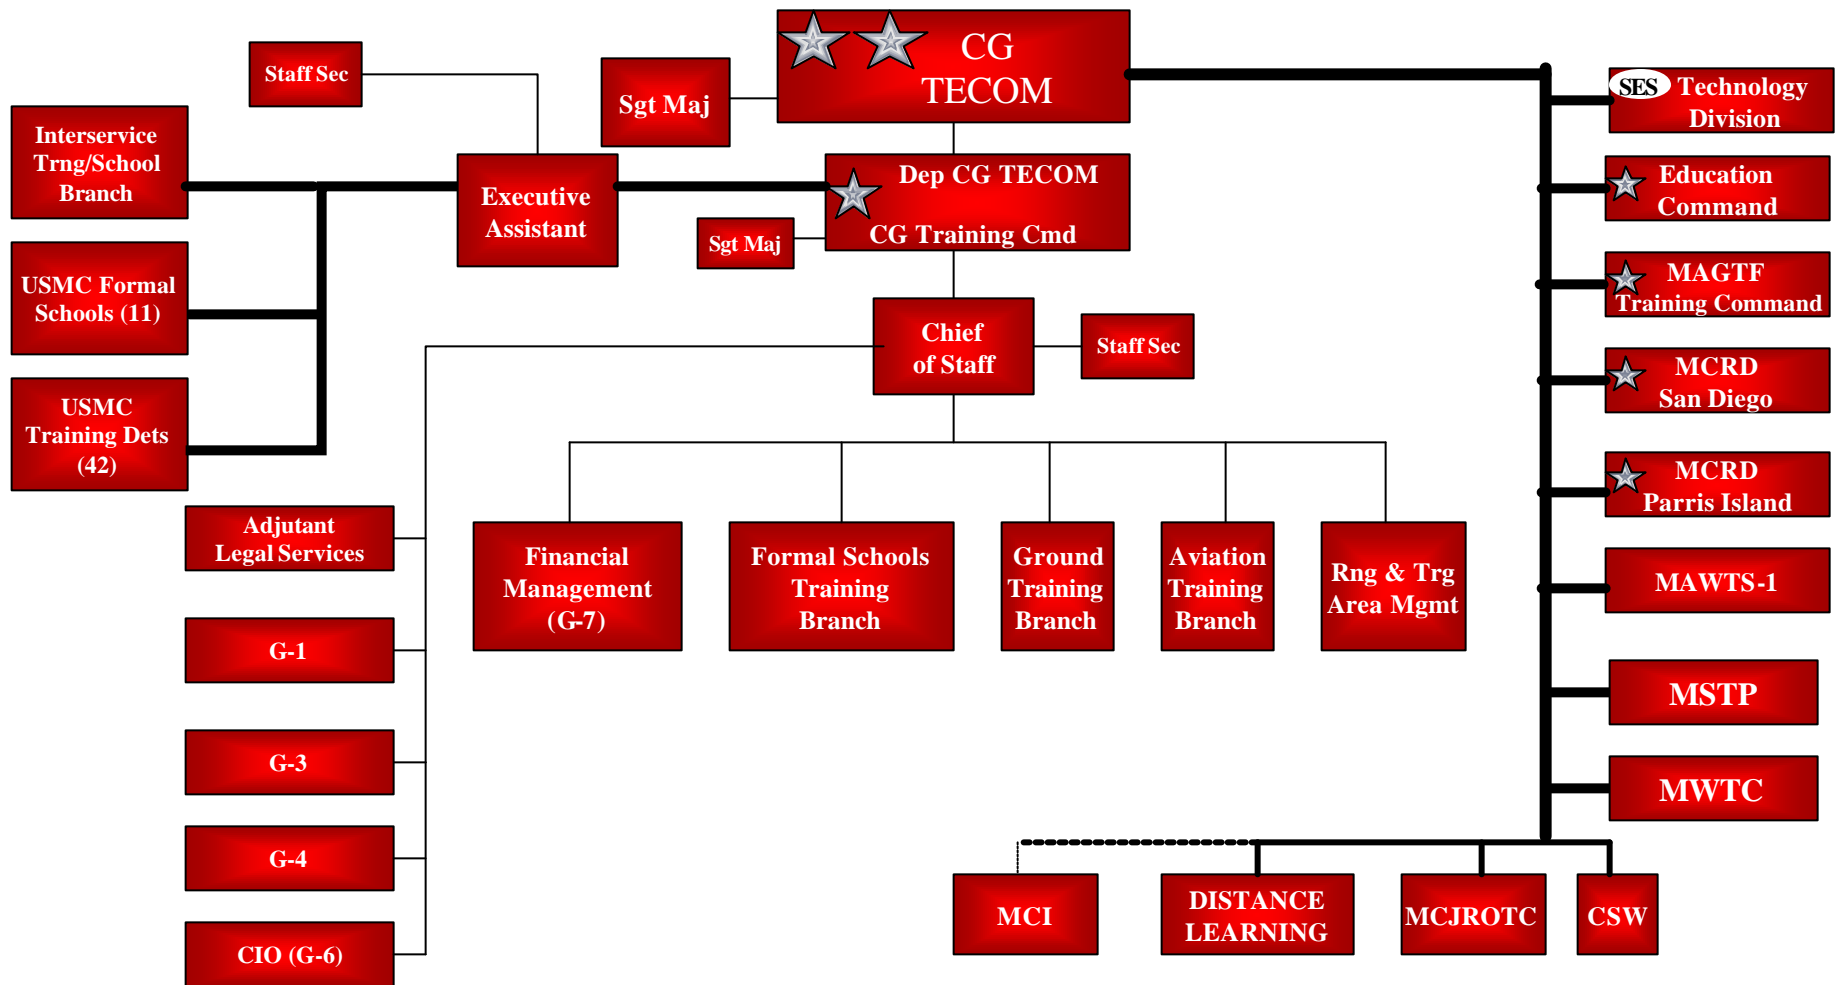 CG
TECOM
Staff Sec
Sgt Maj
SES Technology
Division
Interservice
Trng/School
Branch
Executive
Assistant
Dep CG TECOM
CG Training Cmd
Sgt Maj
Education
Command
USMC Formal
Schools (11)
MAGTF
Training Command
Chief
of Staff
Staff Sec
MCRD
San Diego
USMC
Training Dets
(42)
MCRD
Parris Island
Adjutant
Legal Services
Financial
Management
(G-7)
Formal Schools
Training
Branch
Ground
Training
Branch
Aviation
Training
Branch
Rng & Trg
Area Mgmt
MAWTS-1
G-1
MSTP
G-3
MWTC
G-4
MCI
DISTANCE
LEARNING
MCJROTC
CSW
CIO (G-6)